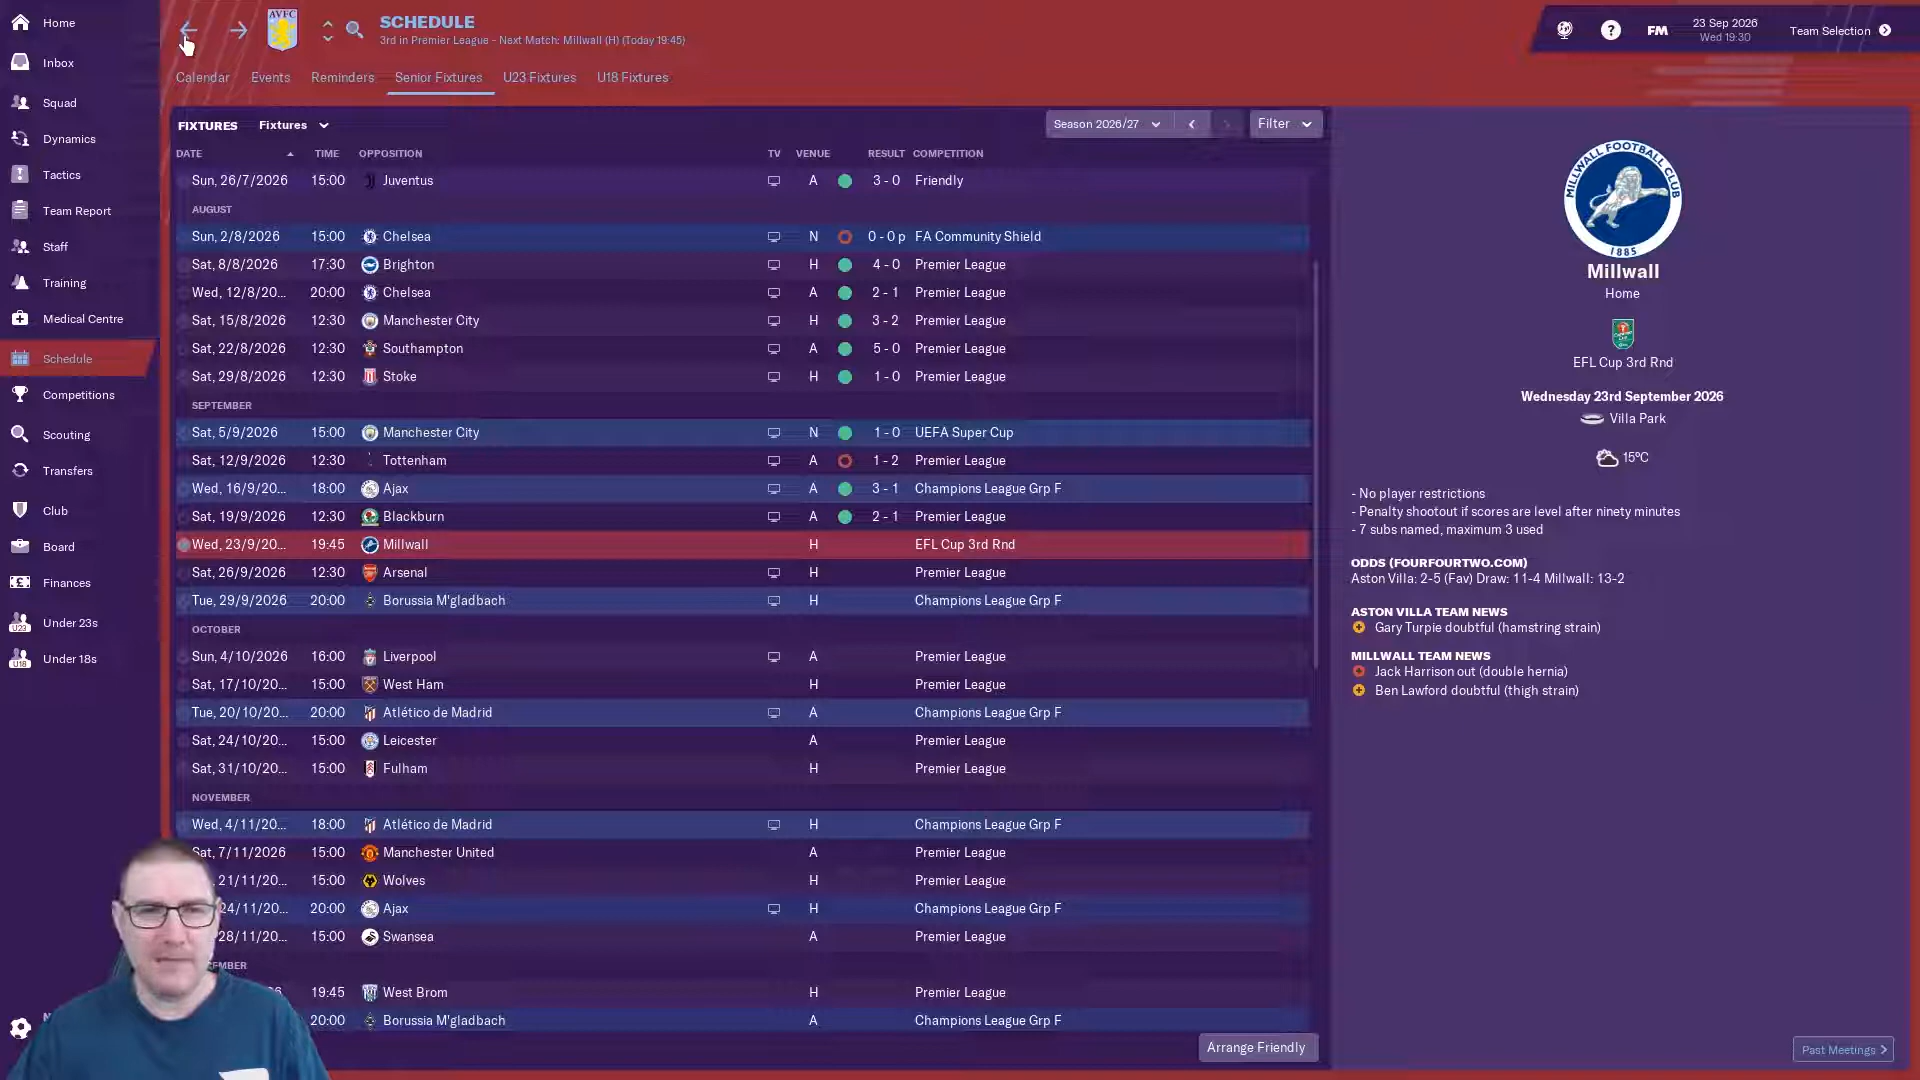 Home
Inbox
Squad
Dynamics
Tactics
Team Report
Staff
Training
Medical Centre
Schedule
Competitions
Scouting
Transfers
Club
Board
Finances
U23 Under 23s
U18 Under 18s
AVFC
SCHEDULE
3rd in Premier League - Next Match: Millwall (H) (Today 19:45)
? FM 23 Sep 2026 Team Selection
Wed 19:30
Calendar Events Reminders Senior Fixtures U23 Fixtures U18 Fixtures
FIXTURES Fixtures Season 2026/27 Filter
DATE TIME OPPOSITION TV VENUE RESULT COMPETITION
Sun, 26/7/2026 15:00 Juventus A 3 - 0 Friendly
AUGUST
Sun, 2/8/2026 15:00 Chelsea N 0 - 0 p FA Community Shield
Sat, 8/8/2026 17:30 Brighton H 4 - 0 Premier League
Wed, 12/8/20... 20:00 Chelsea A 2 - 1 Premier League
Sat, 15/8/2026 12:30 Manchester City H 3 - 2 Premier League
Sat, 22/8/2026 12:30 Southampton A 5 - 0 Premier League
Sat, 29/8/2026 12:30 Stoke H 1 - 0 Premier League
SEPTEMBER
Sat, 5/9/2026 15:00 Manchester City N 1 - 0 UEFA Super Cup
Sat, 12/9/2026 12:30 Tottenham A 1 - 2 Premier League
Wed, 16/9/20... 18:00 Ajax A 3 - 1 Champions League Grp F
Sat, 19/9/2026 12:30 Blackburn A 2 - 1 Premier League
Wed, 23/9/20... 19:45 Millwall H EFL Cup 3rd Rnd
Sat, 26/9/2026 12:30 Arsenal H Premier League
Tue, 29/9/2026 20:00 Borussia M'gladbach H Champions League Grp F
OCTOBER
Sun, 4/10/2026 16:00 Liverpool A Premier League
Sat, 17/10/20... 15:00 West Ham H Premier League
Tue, 20/10/20... 20:00 Atlético de Madrid A Champions League Grp F
Sat, 24/10/20... 15:00 Leicester A Premier League
Sat, 31/10/20... 15:00 Fulham H Premier League
NOVEMBER
Wed, 4/11/20... 18:00 Atlético de Madrid H Champions League Grp F
Sat, 7/11/2026 15:00 Manchester United A Premier League
21/11/20... 15:00 Wolves H Premier League
24/11/20... 20:00 Ajax H Champions League Grp F
28/11/20... 15:00 Swansea A Premier League
CEMBER
19:45 West Brom H Premier League
20:00 Borussia M'gladbach A Champions League Grp F
Arrange Friendly
MILLWALL FOOTBALL CLUB
1885
Millwall
Home
EFL Cup 3rd Rnd
Wednesday 23rd September 2026
Villa Park
15ºC
- No player restrictions
- Penalty shootout if scores are level after ninety minutes
- 7 subs named, maximum 3 used
ODDS (FOURFOURTWO.COM)
Aston Villa: 2-5 (Fav) Draw: 11-4 Millwall: 13-2
ASTON VILLA TEAM NEWS
Gary Turpie doubtful (hamstring strain)
MILLWALL TEAM NEWS
Jack Harrison out (double hernia)
Ben Lawford doubtful (thigh strain)
Past Meetings